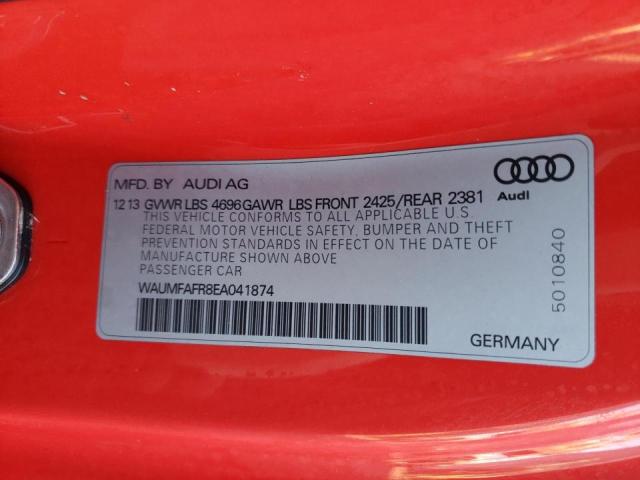 MFD. BY AUDI AG
Audi
12 13 GVWR LBS 4696 GAWR LBS FRONT 2425/REAR 2381
THIS VEHICLE CONFORMS TO ALL APPLICABLE U.S.
FEDERAL MOTOR VEHICLE SAFETY, BUMPER AND THEFT
PREVENTION STANDARDS IN EFFECT ON THE DATE OF
MANUFACTURE SHOWN ABOVE
PASSENGER CAR
WAUMFAFR8EA041874
GERMANY
5010840